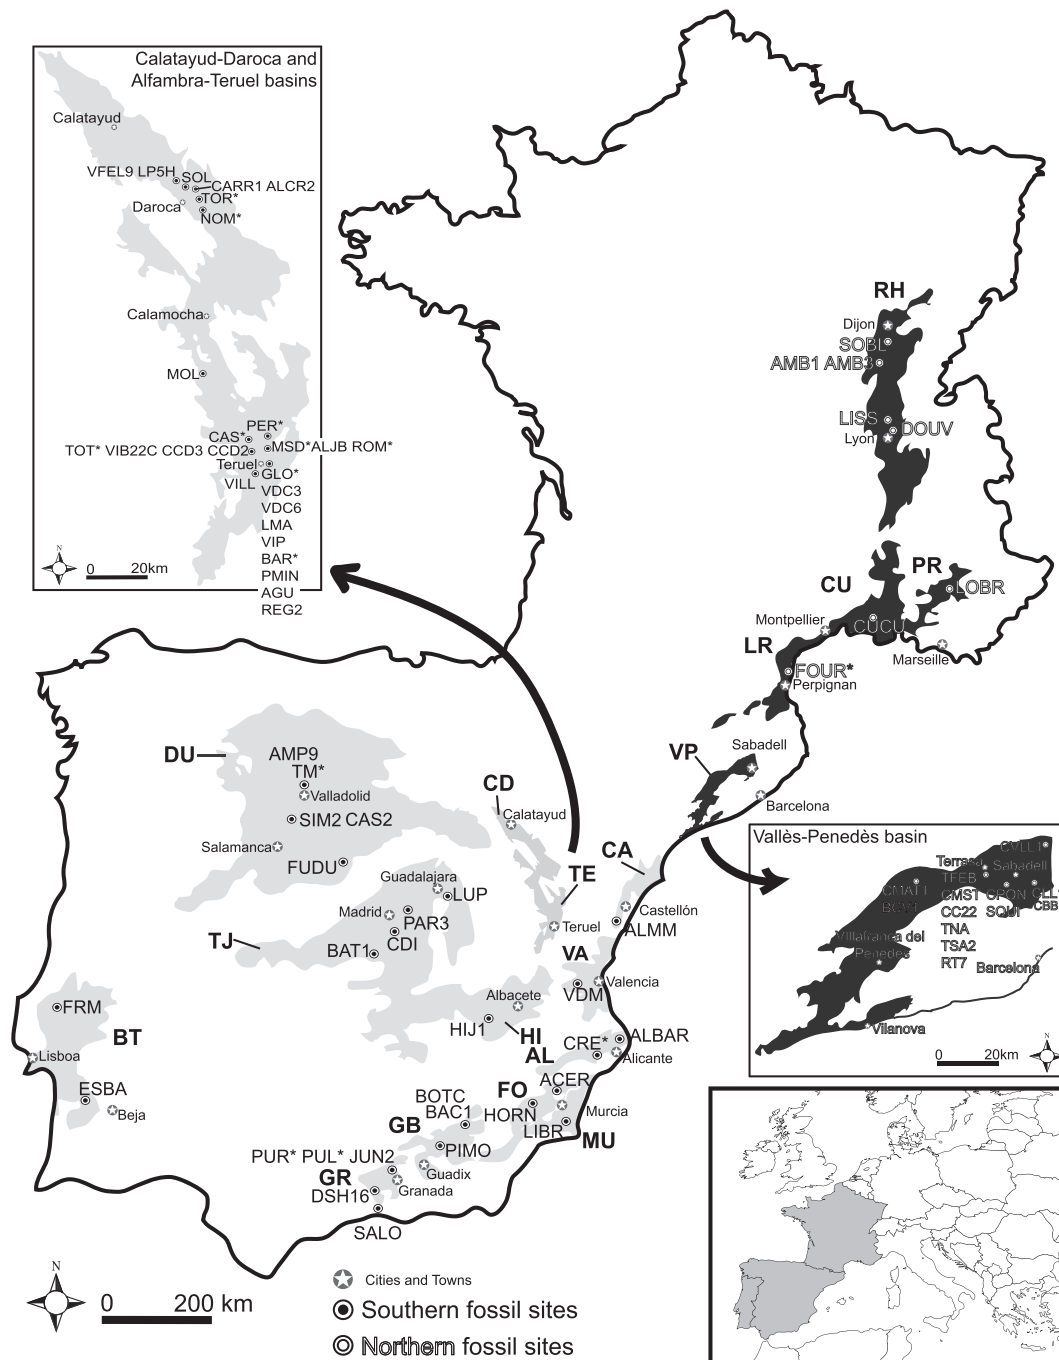 Calatayud-Daroca and
Alfambra-Teruel basins
Calatayud
VFEL9 LP5H SOL
CARR1 ALCR2
Daroca
TOR*
NOM*
Calamocha
MOL
PER*
CAS*
TOT* VIB22C CCD3 CCD2
MSD*ALJB ROM*
Teruel
GLO*
VILL
VDC3
VDC6
LMA
VIP
BAR*
PMIN
AGU
REG2
N
0 20km
RH
Dijon
SOBL
AMB1 AMB3
LISS
DOUV
Lyon
PR
CU
LOBR
Montpellier
CUCU
LR
Marseille
FOUR*
Perpignan
VP
Sabadell
Barcelona
DU
AMP9
TM*
Valladolid
SIM2 CAS2
Salamanca
FUDU
CD
Calatayud
CA
TE
Guadalajara
LUP
Madrid
PAR3
CDI
TJ
BAT1
Castellón
ALMM
Teruel
VA
Valencia
VDM
Albacete
HIJ1
HI
FRM
BT
Lisboa
ESBA
Beja
AL
CRE*
ALBAR
Alicante
ACER
FO
HORN
Murcia
LIBR
MU
BOTC
BAC1
GB
PIMO
PUR* PUL* JUN2
Guadix
GR
DSH16
Granada
SALO
Vallès-Penedès basin
CVLL1
Terrasa
Sabadell
TFEB
CMS1
CPON
CC22
SQU1
CBB
TNA
TSA2
RT7
Villafranca del
Penedès
Barcelona
Vilanova
0 20km
N
N
0 200 km
Cities and Towns
Southern fossil sites
Northern fossil sites